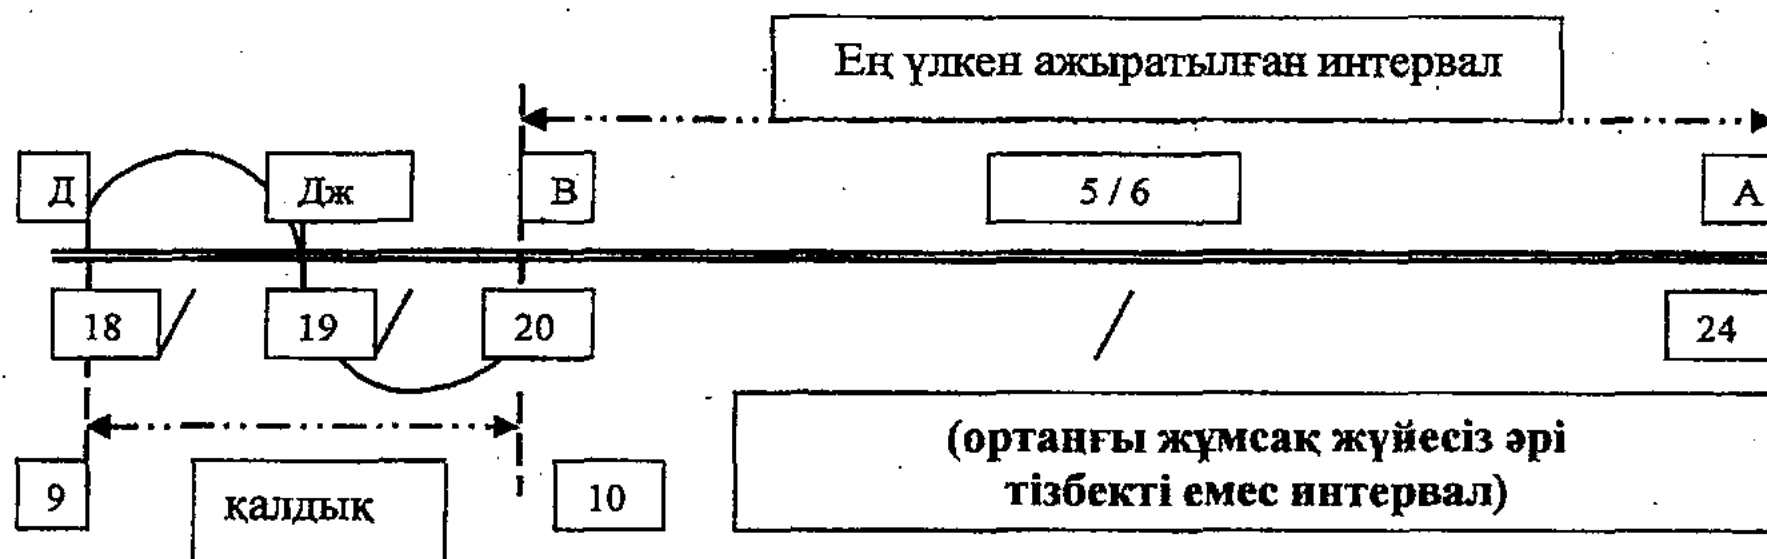 Ең үлкен ажыратылған интервал
Д
Дж
В
5 / 6
А
18
/
19
/
20
/
24
(ортаңғы жұмсақ жүйесіз әрі
тізбекті емес интервал)
9
қалдық
10